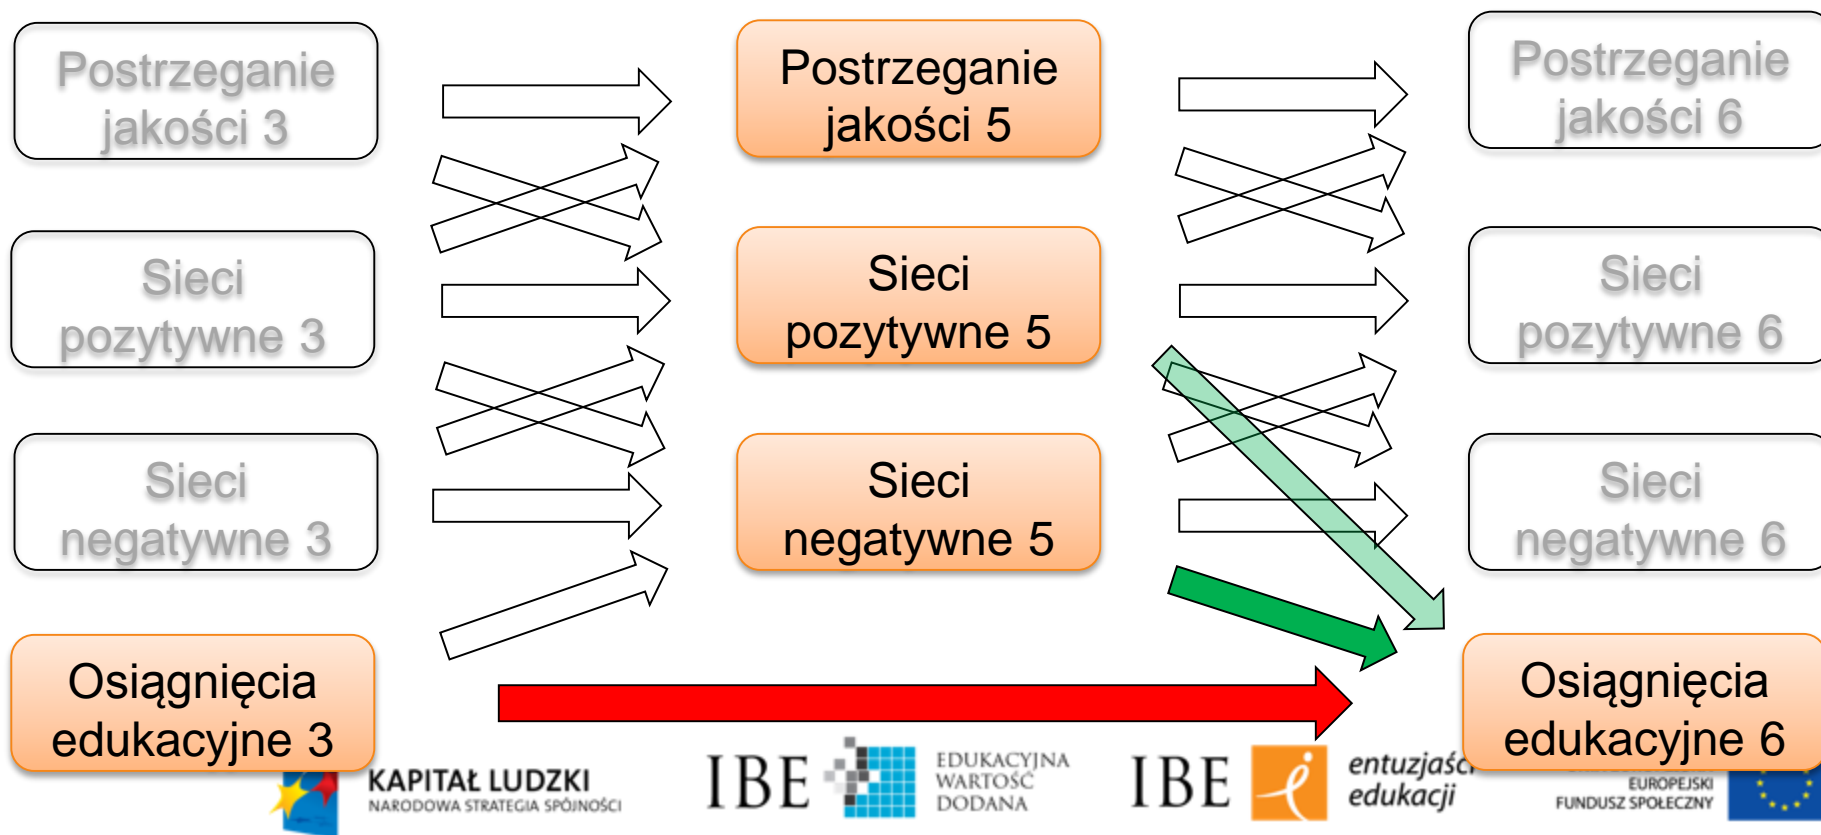 Postrzeganie
jakości 3
Postrzeganie
jakości 5
Postrzeganie
jakości 6
Sieci
pozytywne 3
Sieci
pozytywne 5
Sieci
pozytywne 6
Sieci
negatywne 3
Sieci
negatywne 5
Sieci
negatywne 6
Osiągnięcia
edukacyjne 3
Osiągnięcia
edukacyjne 6
KAPITAŁ LUDZKI
NARODOWA STRATEGIA SPÓJNOŚCI
IBE
EDUKACYJNA
WARTOŚĆ
DODANA
IBE
entuzjaści
edukacji
EUROPEJSKI
FUNDUSZ SPOŁECZNY